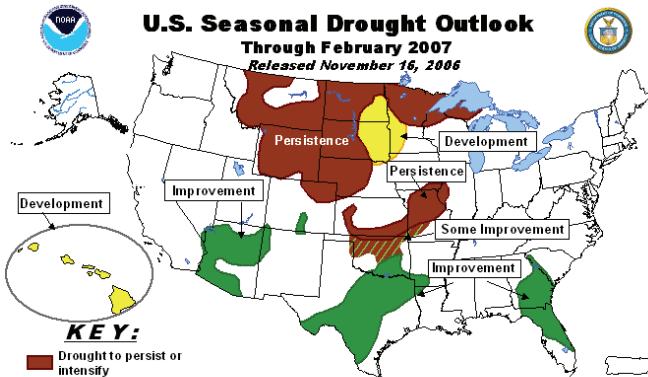 NOAA
U.S. Seasonal Drought Outlook
Through February 2007
Released November 16, 2006
Persistence
Development
Improvement
Persistence
Development
Some Improvement
Improvement
KEY:
Drought to persist or
intensify